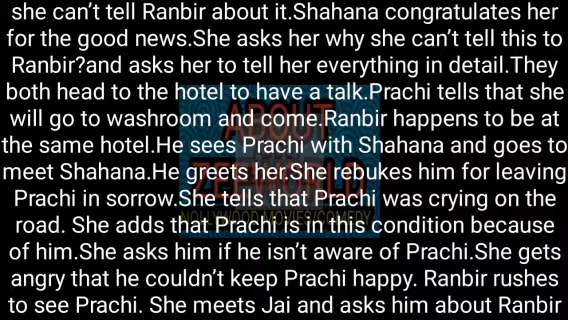 she can’t tell Ranbir about it.Shahana congratulates her
for the good news.She asks her why she can’t tell this to
Ranbir?and asks her to tell her everything in detail.They
both head to the hotel to have a talk.Prachi tells that she
will go to washroom and come.Ranbir happens to be at
the same hotel.He sees Prachi with Shahana and goes to
meet Shahana.He greets her.She rebukes him for leaving
Prachi in sorrow.She tells that Prachi was crying on the
road. She adds that Prachi is in this condition because
of him.She asks him if he isn’t aware of Prachi.She gets
angry that he couldn’t keep Prachi happy. Ranbir rushes
to see Prachi. She meets Jai and asks him about Ranbir
ABOUT
ZEEWORLD
NOLLYWOOD MOVIES/COMEDY